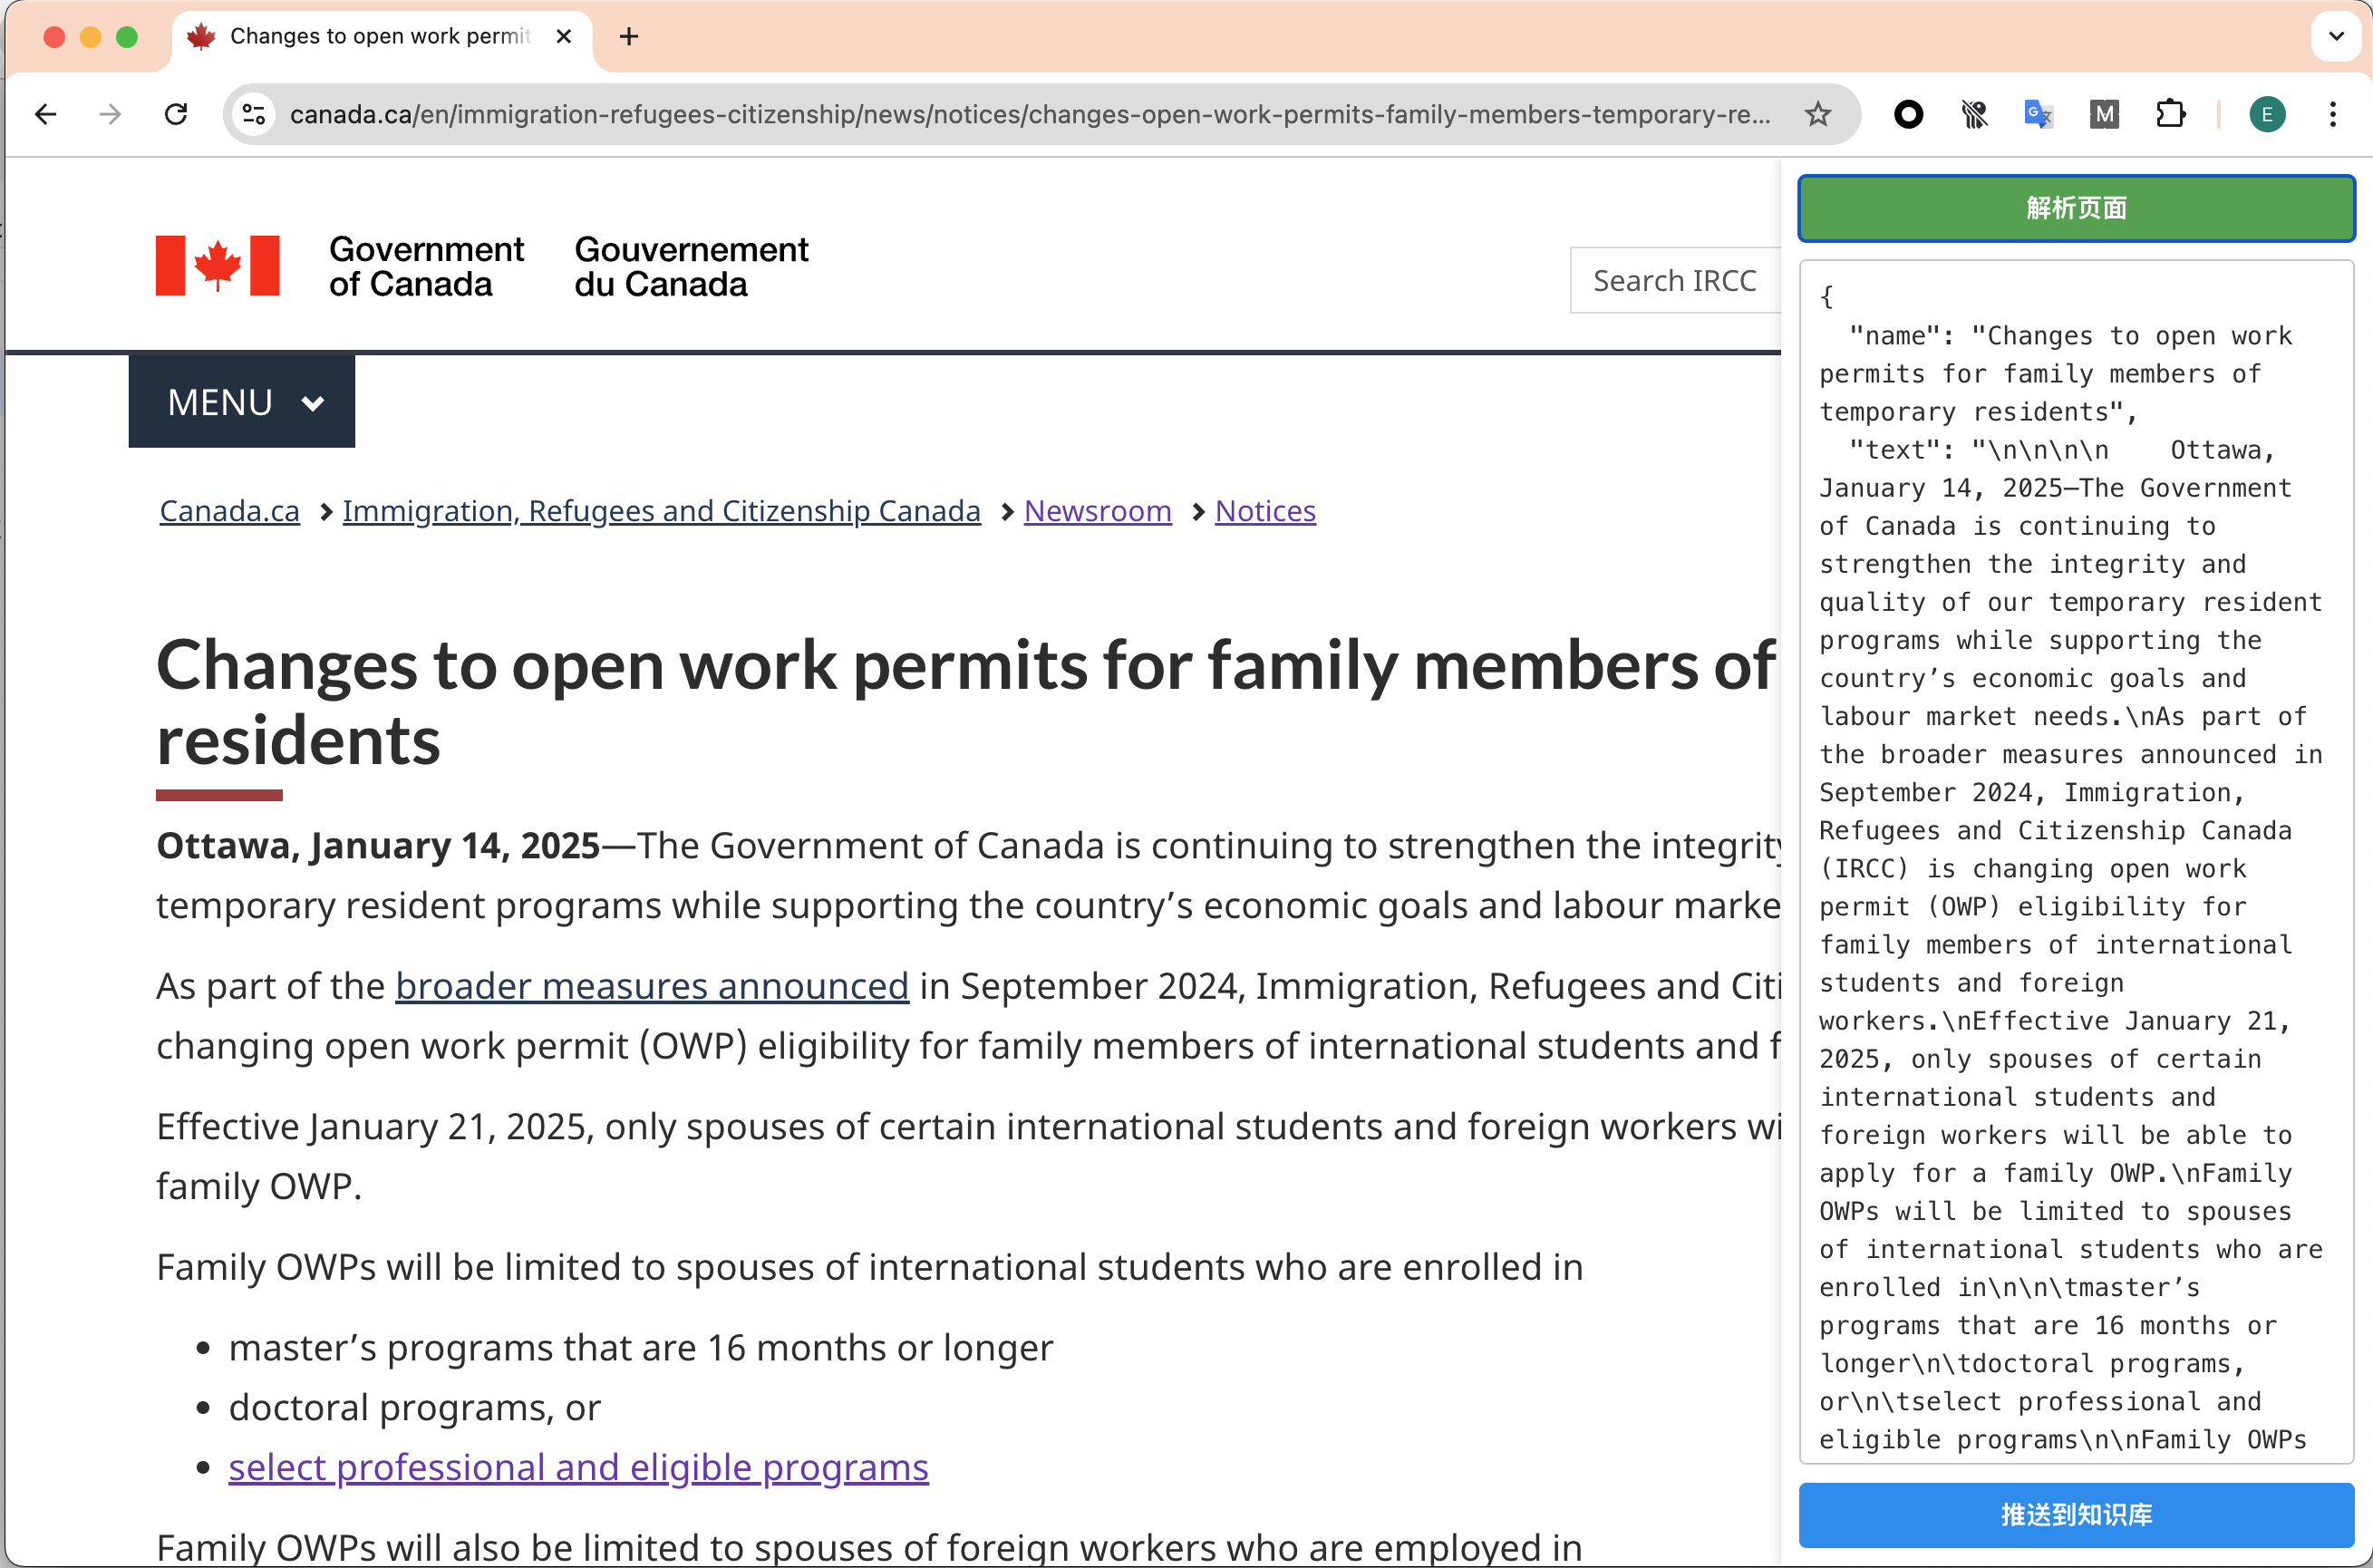 Changes to open work permit
canada.ca/en/immigration-refugees-citizenship/news/notices/changes-open-work-permits-family-members-temporary-re...
M
E
Government
of Canada
Gouvernement
du Canada
Search IRCC
MENU
Canada.ca > Immigration, Refugees and Citizenship Canada > Newsroom > Notices
Changes to open work permits for family members of
residents
Ottawa, January 14, 2025—The Government of Canada is continuing to strengthen the integrity
temporary resident programs while supporting the country’s economic goals and labour marke
As part of the broader measures announced in September 2024, Immigration, Refugees and Citi
changing open work permit (OWP) eligibility for family members of international students and f
Effective January 21, 2025, only spouses of certain international students and foreign workers wi
family OWP.
Family OWPs will be limited to spouses of international students who are enrolled in
• master’s programs that are 16 months or longer
• doctoral programs, or
• select professional and eligible programs
Family OWPs will also be limited to spouses of foreign workers who are employed in
解析页面
{
"name": "Changes to open work
permits for family members of
temporary residents",
"text": "\n\n\n\n    Ottawa,
January 14, 2025—The Government
of Canada is continuing to
strengthen the integrity and
quality of our temporary resident
programs while supporting the
country’s economic goals and
labour market needs.\nAs part of
the broader measures announced in
September 2024, Immigration,
Refugees and Citizenship Canada
(IRCC) is changing open work
permit (OWP) eligibility for
family members of international
students and foreign
workers.\nEffective January 21,
2025, only spouses of certain
international students and
foreign workers will be able to
apply for a family OWP.\nFamily
OWPs will be limited to spouses
of international students who are
enrolled in\n\n\tmaster’s
programs that are 16 months or
longer\n\tdoctoral programs,
or\n\tselect professional and
eligible programs\n\nFamily OWPs
推送到知识库